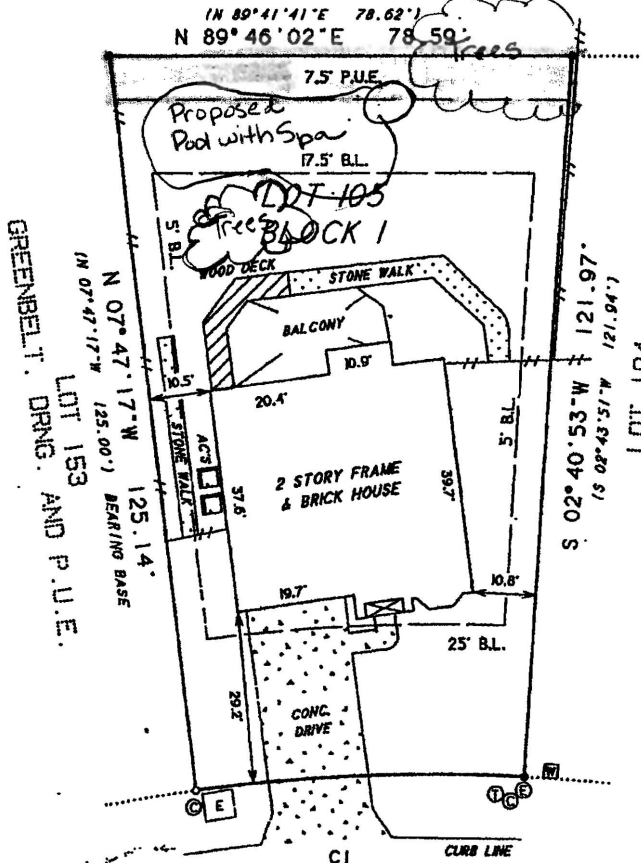 (N 89°41'41"E 78.62')
N 89°46'02"E 78.59'
Trees
7.5' P.U.E.
Proposed
Pool with Spa
17.5' B.L.
LOT 105
BLOCK 1
Trees
5' B.L.
WOOD DECK
STONE WALK
BALCONY
10.9'
10.5'
20.4'
STONE WALK
AC'S
37.6'
2 STORY FRAME
& BRICK HOUSE
39.7'
5' B.L.
19.7'
10.8'
25' B.L.
29.2'
CONC.
DRIVE
N 07°47'17"W 125.14'
(N 07°47'17"W 125.00') BEARING BASE
LOT 153
GREENBELT, DRNG. AND P.U.E.
S 02°40'53"W 121.97'
(S 02°43'51"W 121.94')
C
E
T
C
E
W
C1
CURB LINE